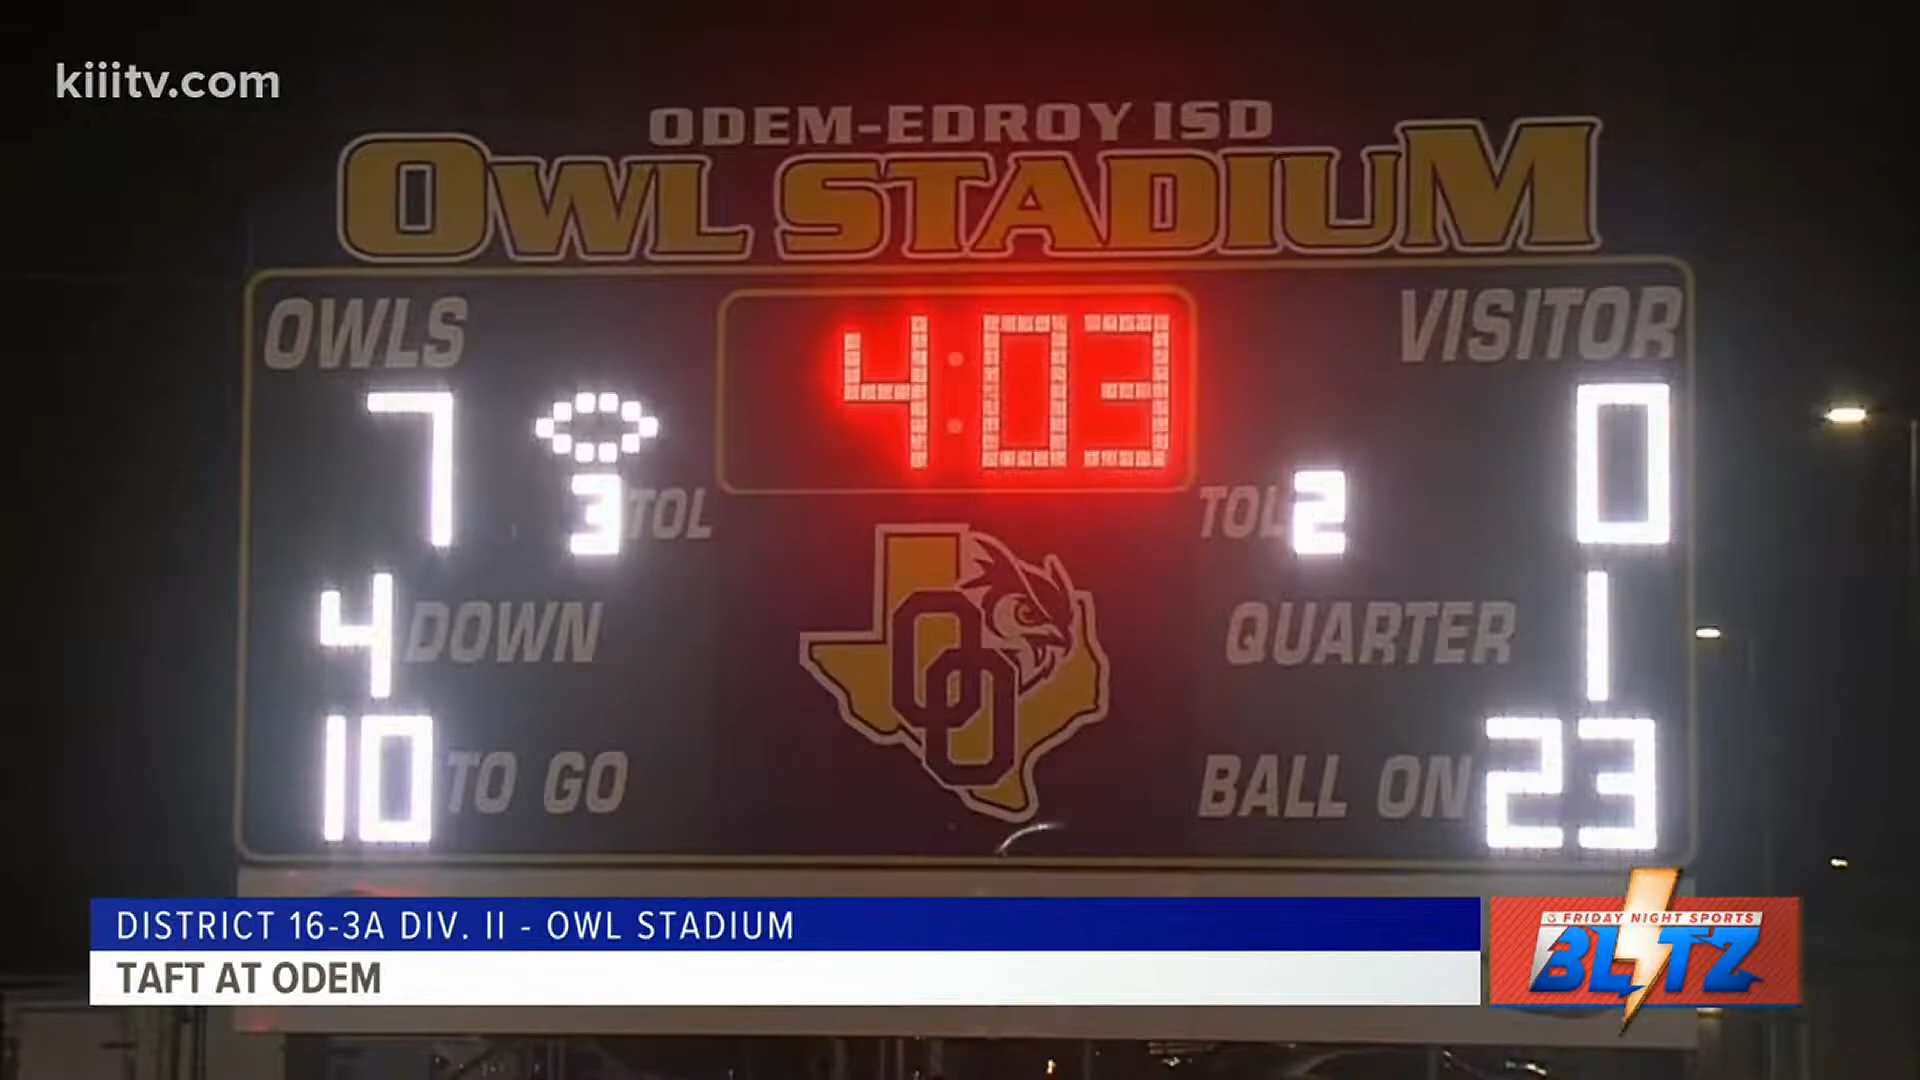 kiiitv.com
ODEM-EDROY ISD
OWL STADIUM
OWLS 4:03 VISITOR
7 0
3 TOL TOL 2
4 DOWN QUARTER 1
10 TO GO BALL ON 23
OO
DISTRICT 16-3A DIV. II - OWL STADIUM
TAFT AT ODEM
3 FRIDAY NIGHT SPORTS
BLITZ